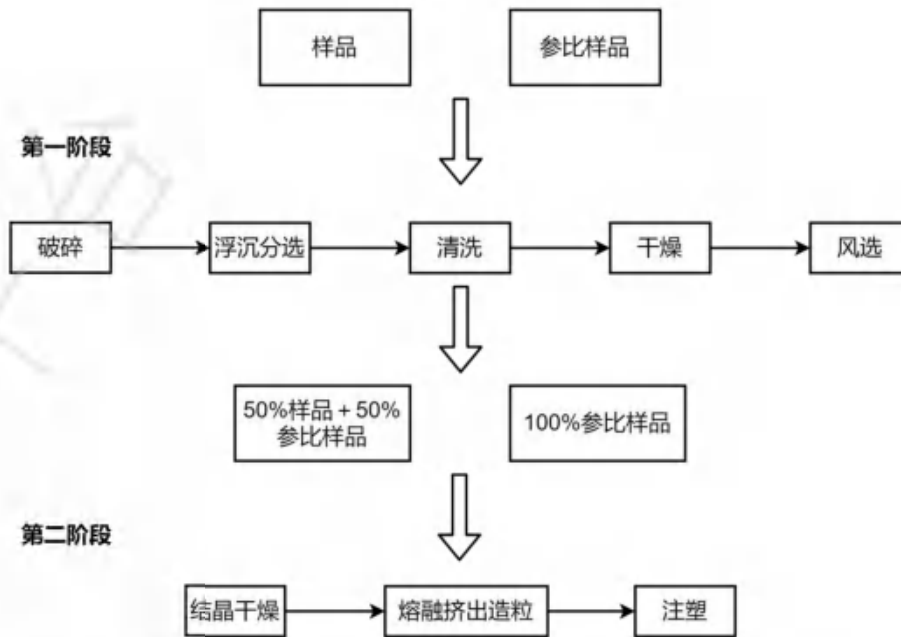 样品
参比样品
第一阶段
破碎
浮沉分选
清洗
干燥
风选
50%样品 + 50%
参比样品
100%参比样品
第二阶段
结晶干燥
熔融挤出造粒
注塑